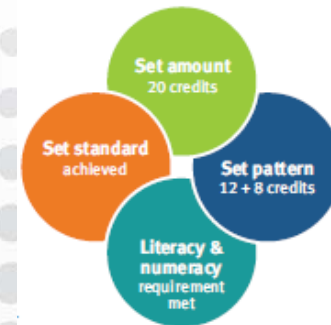 Set amount
20 credits
Set standard
achieved
Set pattern
12 + 8 credits
Literacy &
numeracy
requirement
met